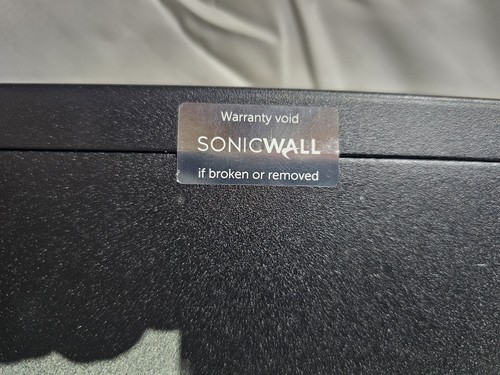 Warranty void
SONICWALL
if broken or removed